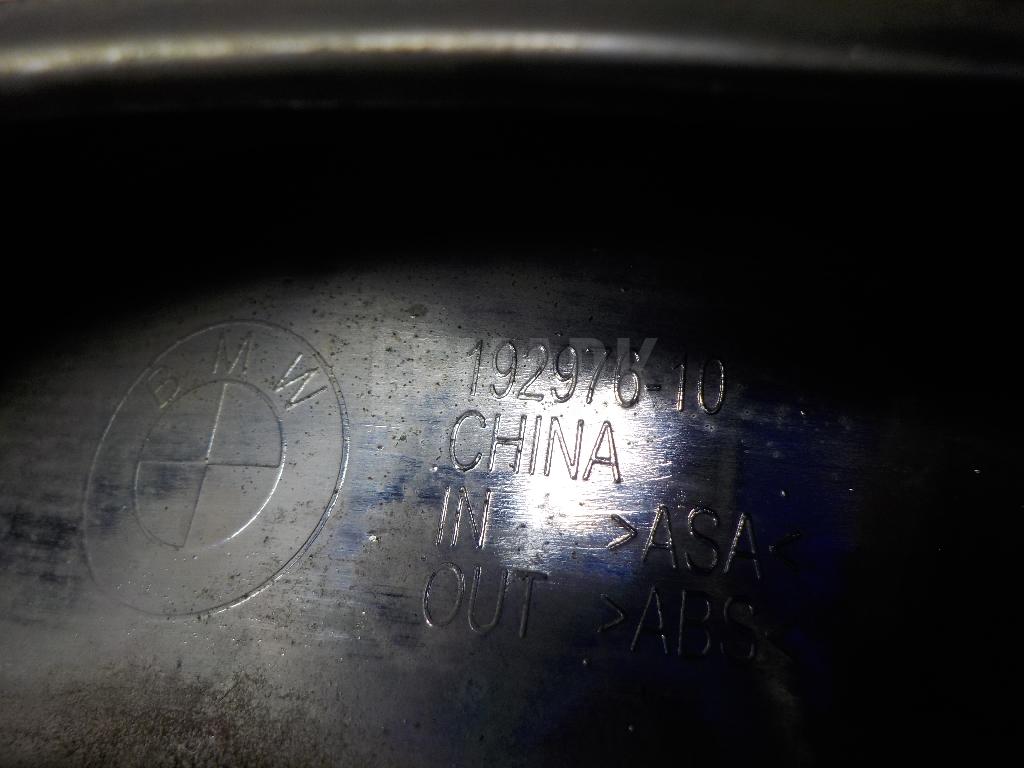 BMW
192976-10
CHINA
IN >ASA<
OUT >ABS<